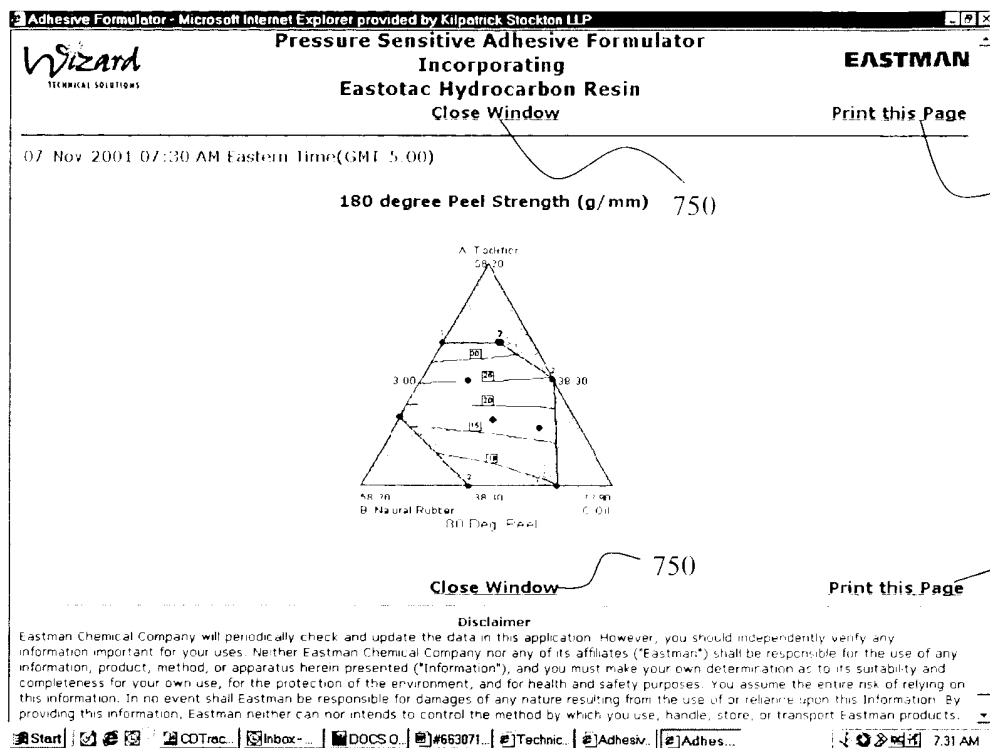 Adhesive Formulator - Microsoft Internet Explorer provided by Kilpatrick Stockton LLP
Wizard
TECHNICAL SOLUTIONS
Pressure Sensitive Adhesive Formulator
Incorporating
Eastotac Hydrocarbon Resin
EASTMAN
Close Window
Print this Page
07 Nov 2001 07:30 AM Eastern Time(GMT 5.00)
180 degree Peel Strength (g/mm)
750
A
58.20
2
3.00
38 30
20
15
38
B Natural Rubber
C Oil
80 Deg Peel
750
Close Window
Print this Page
Disclaimer
Eastman Chemical Company will periodically check and update the data in this application. However, you should independently verify any
information important for your uses. Neither Eastman Chemical Company nor any of its affiliates ("Eastman") shall be responsible for the use of any
information, product, method, or apparatus herein presented ("Information"), and you must make your own determination as to its suitability and
completeness for your own use, for the protection of the environment, and for health and safety purposes. You assume the entire risk of relying on
this information. In no event shall Eastman be responsible for damages of any nature resulting from the use of or reliance upon this Information. By
providing this information, Eastman neither can nor intends to control the method by which you use, handle, store, or transport Eastman products.
Start CDTrac... Inbox-... DOCS O... #663071... Technic... Adhesiv.. Adhes... 7.31 AM